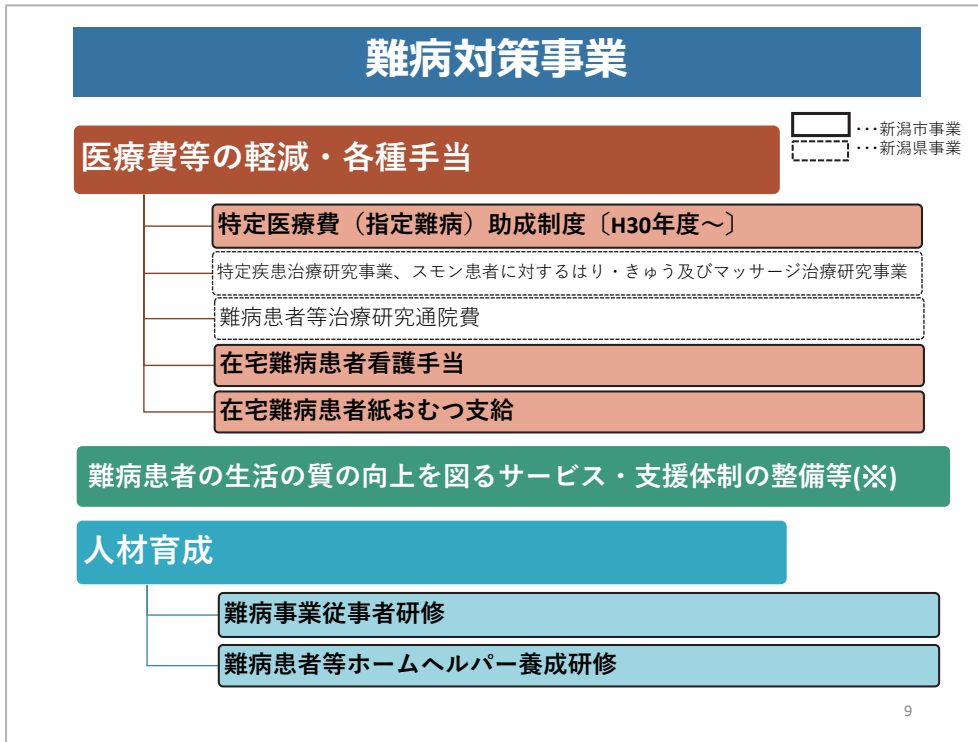 難病対策事業
･･･新潟市事業
･･･新潟県事業
医療費等の軽減・各種手当
特定医療費（指定難病）助成制度〔H30年度～〕
特定疾患治療研究事業、スモン患者に対するはり・きゅう及びマッサージ治療研究事業
難病患者等治療研究通院費
在宅難病患者看護手当
在宅難病患者紙おむつ支給
難病患者の生活の質の向上を図るサービス・支援体制の整備等(※)
人材育成
難病事業従事者研修
難病患者等ホームヘルパー養成研修
9